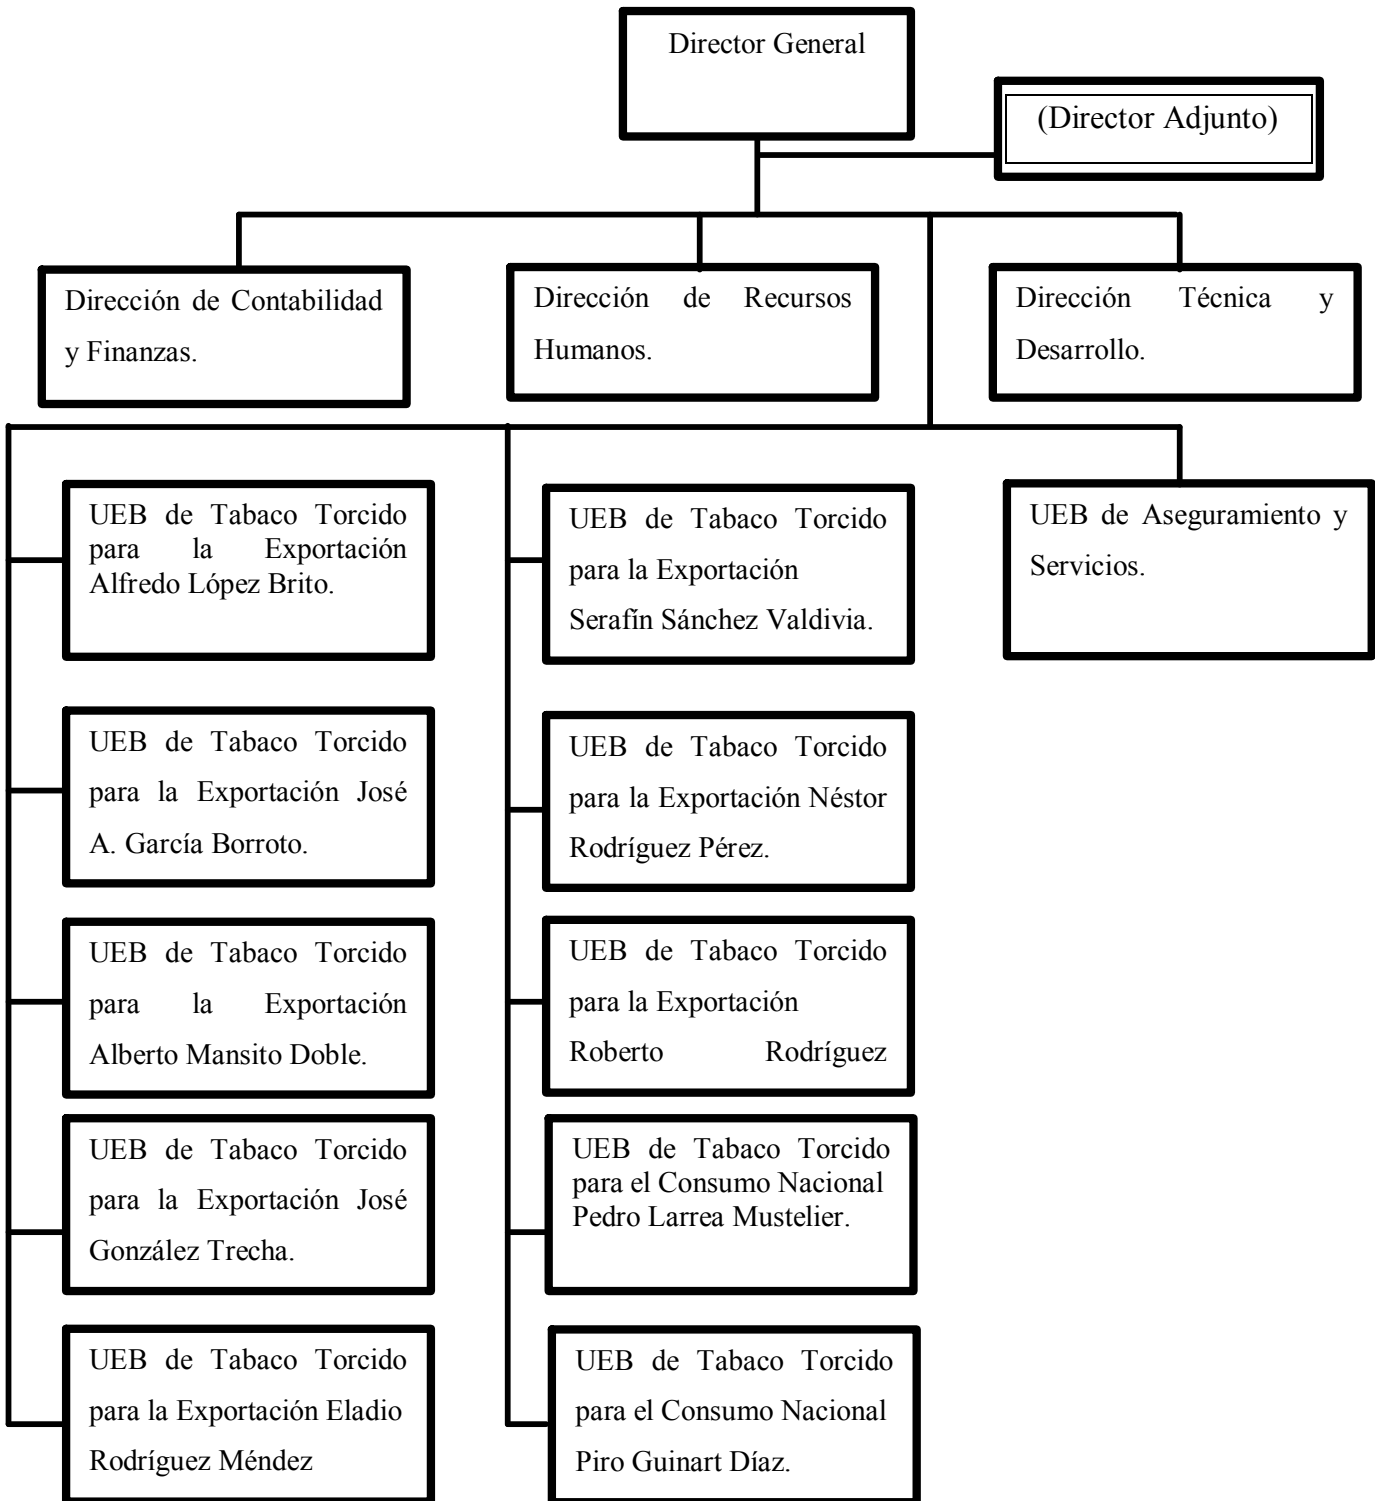 Director General
(Director Adjunto)
Dirección de Contabilidad
y Finanzas.
Dirección de Recursos
Humanos.
Dirección Técnica y
Desarrollo.
UEB de Tabaco Torcido
para la Exportación
Alfredo López Brito.
UEB de Tabaco Torcido
para la Exportación
Serafín Sánchez Valdivia.
UEB de Aseguramiento y
Servicios.
UEB de Tabaco Torcido
para la Exportación José
A. García Borroto.
UEB de Tabaco Torcido
para la Exportación Néstor
Rodríguez Pérez.
UEB de Tabaco Torcido
para la Exportación
Alberto Mansito Doble.
UEB de Tabaco Torcido
para la Exportación
Roberto Rodríguez
UEB de Tabaco Torcido
para la Exportación José
González Trecha.
UEB de Tabaco Torcido
para el Consumo Nacional
Pedro Larrea Mustelier.
UEB de Tabaco Torcido
para la Exportación Eladio
Rodríguez Méndez
UEB de Tabaco Torcido
para el Consumo Nacional
Piro Guinart Díaz.